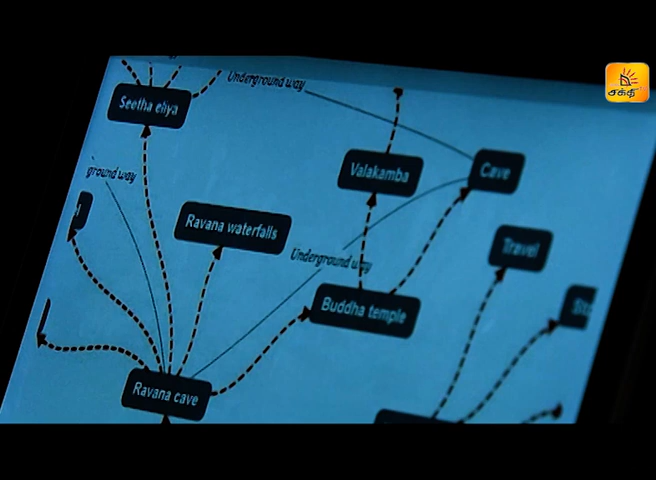 Underground way
Seetha eliya
சக்தி
Valakamba
Cave
ground way
Ravana waterfalls
Travel
Underground way
Buddha temple
Ravana cave